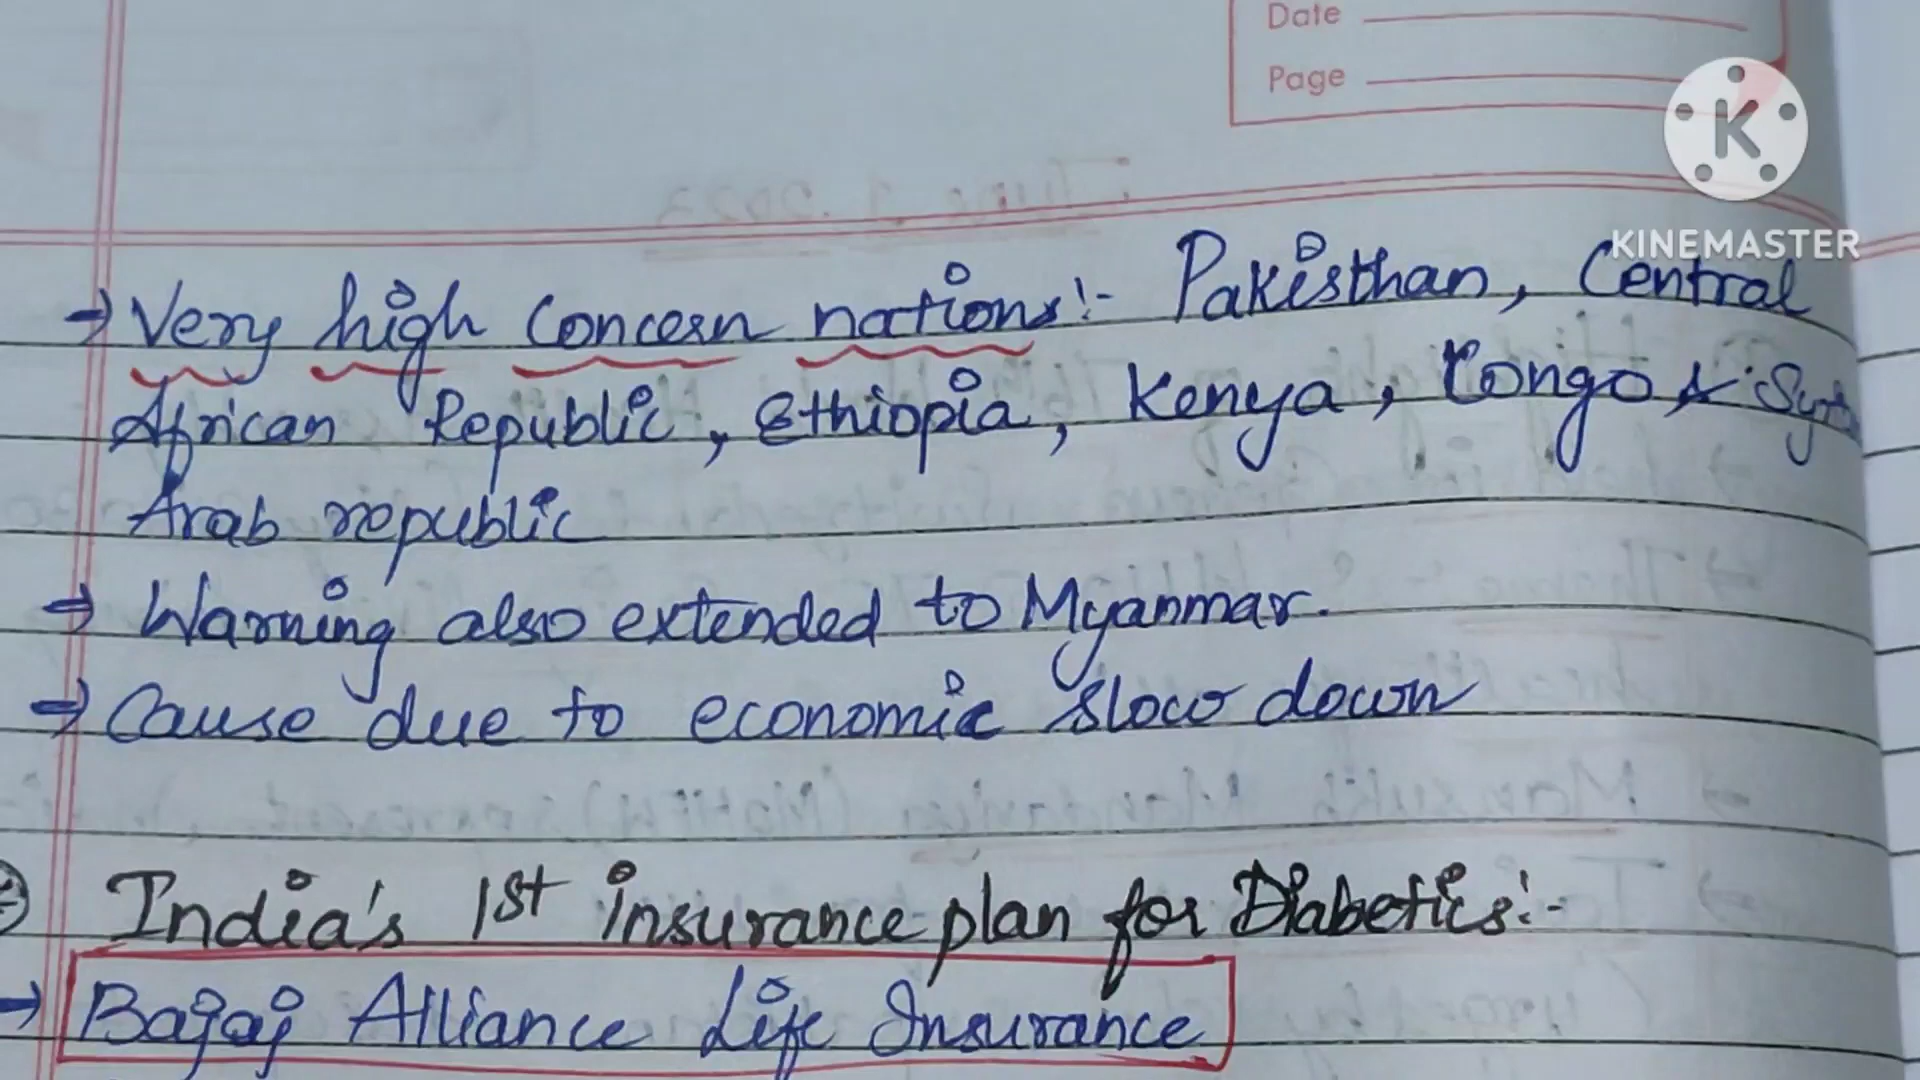 Date
Page
K
KINEMASTER
→ Very high concern nations:- Pakisthan, Central
African Republic, Ethiopia, Kenya, Congo &
Arab republic
⇒ Warning also extended to Myanmar.
⇒ Cause due to economic slow down
India's 1st insurance plan for Diabetics:-
→ Bajaj Alliance Life Insurance